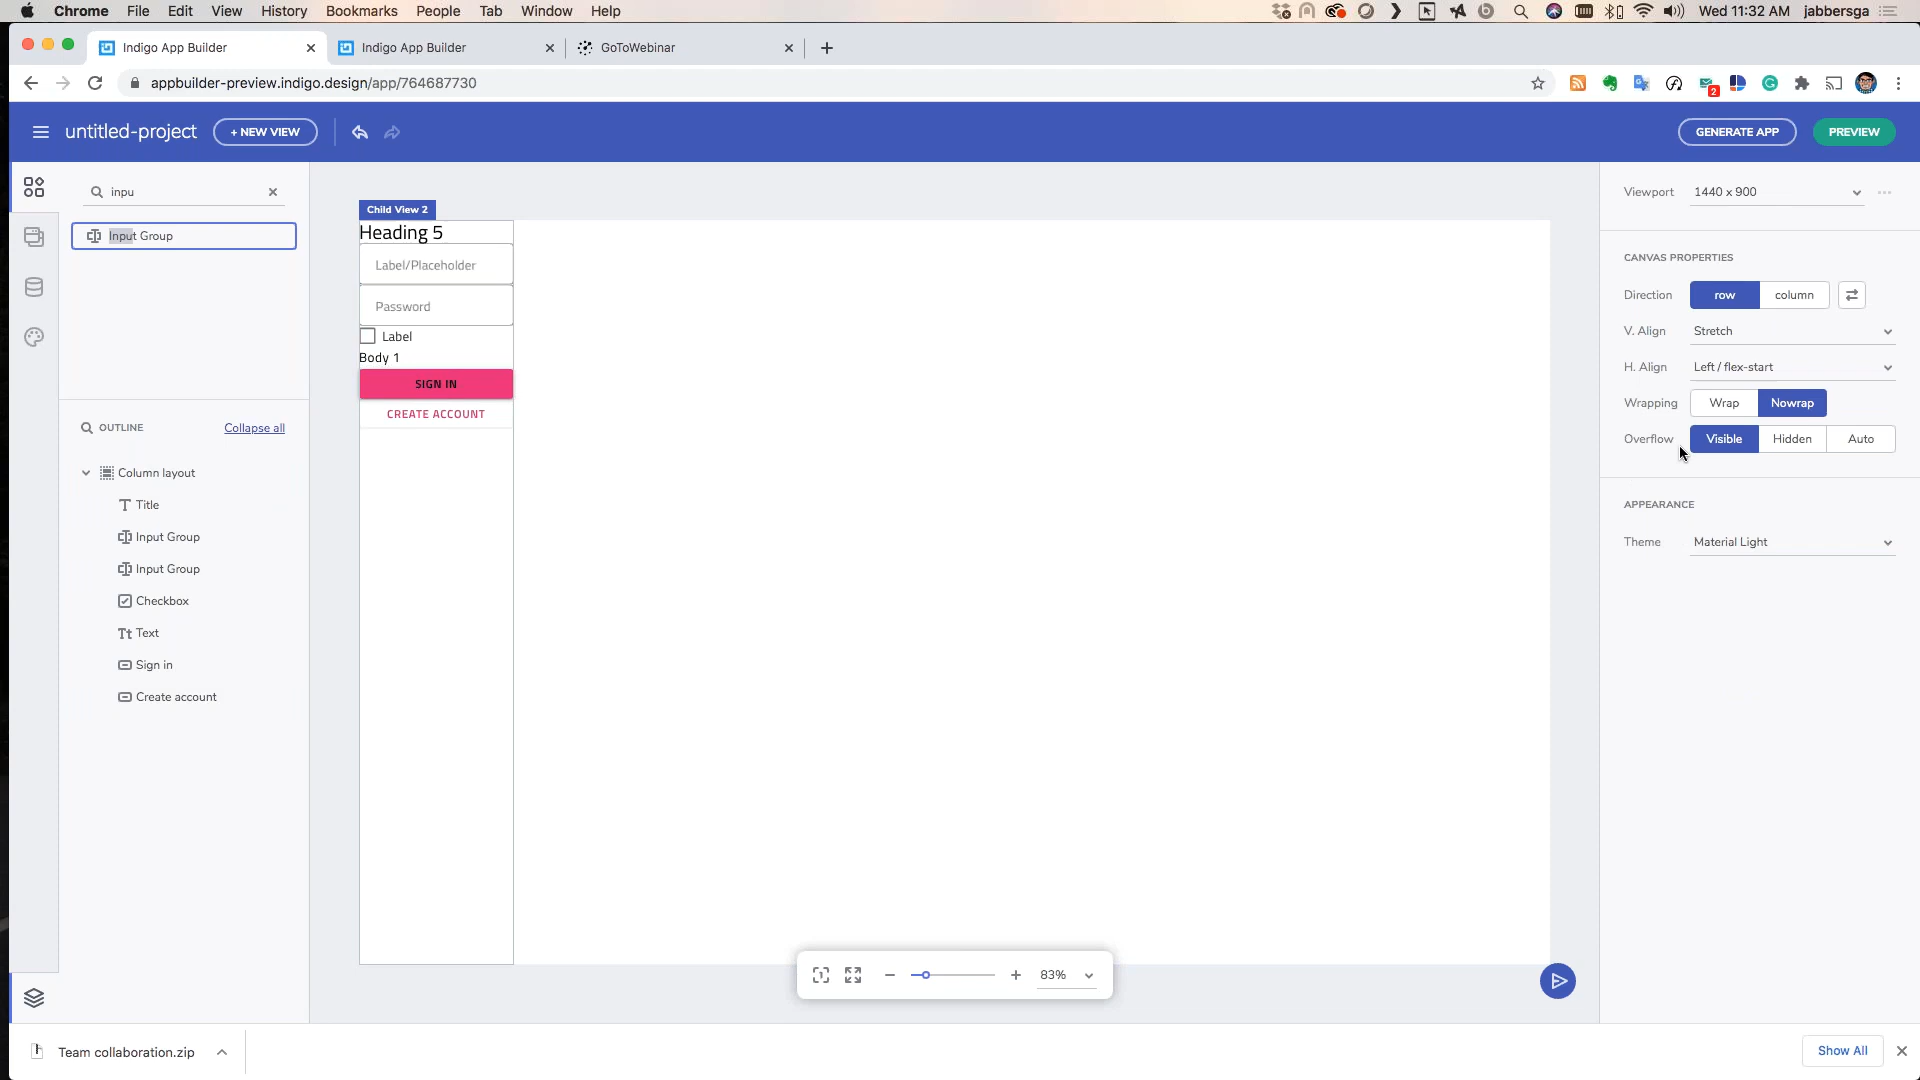 Chrome File Edit View History Bookmarks People Tab Window Help Wed 11:32 AM jabbersga
Indigo App Builder Indigo App Builder GoToWebinar
appbuilder-preview.indigo.design/app/764687730
2
untitled-project + NEW VIEW GENERATE APP PREVIEW
inpu
Input Group
OUTLINE Collapse all
Column layout
Title
Input Group
Input Group
Checkbox
Text
Sign in
Create account
Child View 2
Heading 5
Label/Placeholder
Password
Label
Body 1
SIGN IN
CREATE ACCOUNT
83%
Viewport 1440 x 900
CANVAS PROPERTIES
Direction row column
V. Align Stretch
H. Align Left / flex-start
Wrapping Wrap Nowrap
Overflow Visible Hidden Auto
APPEARANCE
Theme Material Light
Team collaboration.zip Show All